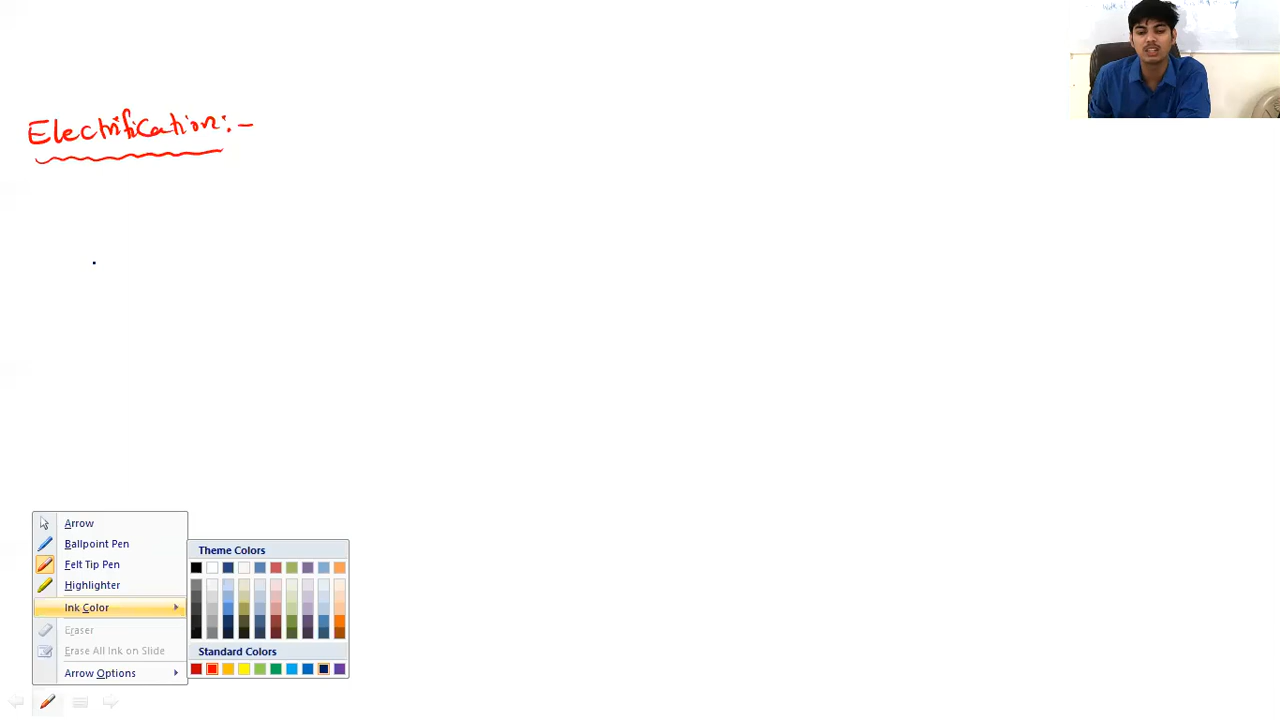 Electrification:-
Arrow
Ballpoint Pen
Felt Tip Pen
Highlighter
Ink Color
Eraser
Erase All Ink on Slide
Arrow Options
Theme Colors
Standard Colors